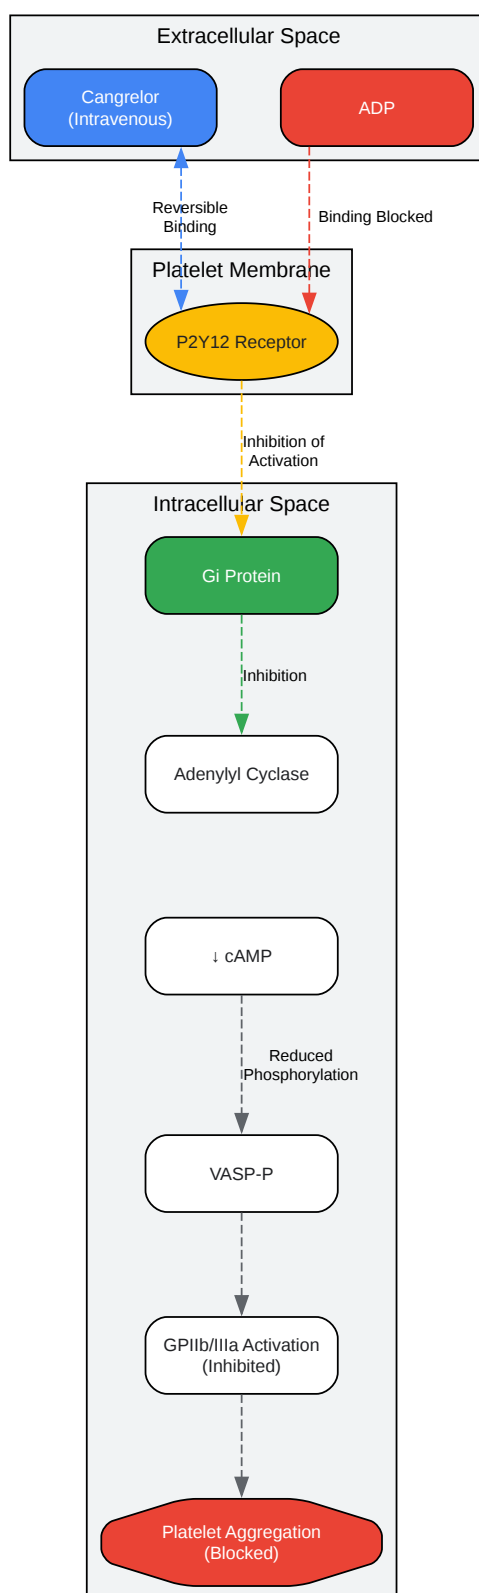 Extracellular Space
Cangrelor
(Intravenous)
ADP
Reversible
Binding
Binding Blocked
Platelet Membrane
P2Y12 Receptor
Inhibition of
Activation
Intracellular Space
Gi Protein
Inhibition
Adenylyl Cyclase
↓ cAMP
Reduced
Phosphorylation
VASP-P
GPIIb/IIIa Activation
(Inhibited)
Platelet Aggregation
(Blocked)